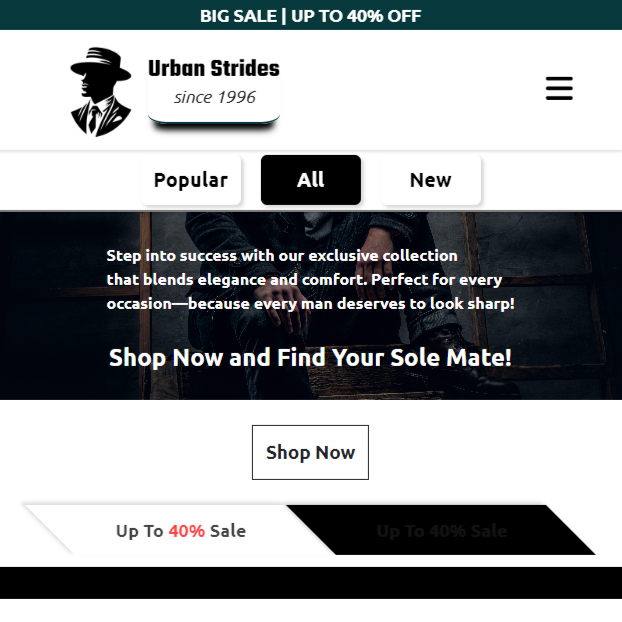 BIG SALE | UP TO 40% OFF
Urban Strides
since 1996
Popular
All
New
Step into success with our exclusive collection
that blends elegance and comfort. Perfect for every
occasion—because every man deserves to look sharp!
Shop Now and Find Your Sole Mate!
Shop Now
Up To 40% Sale
Up To 40% Sale